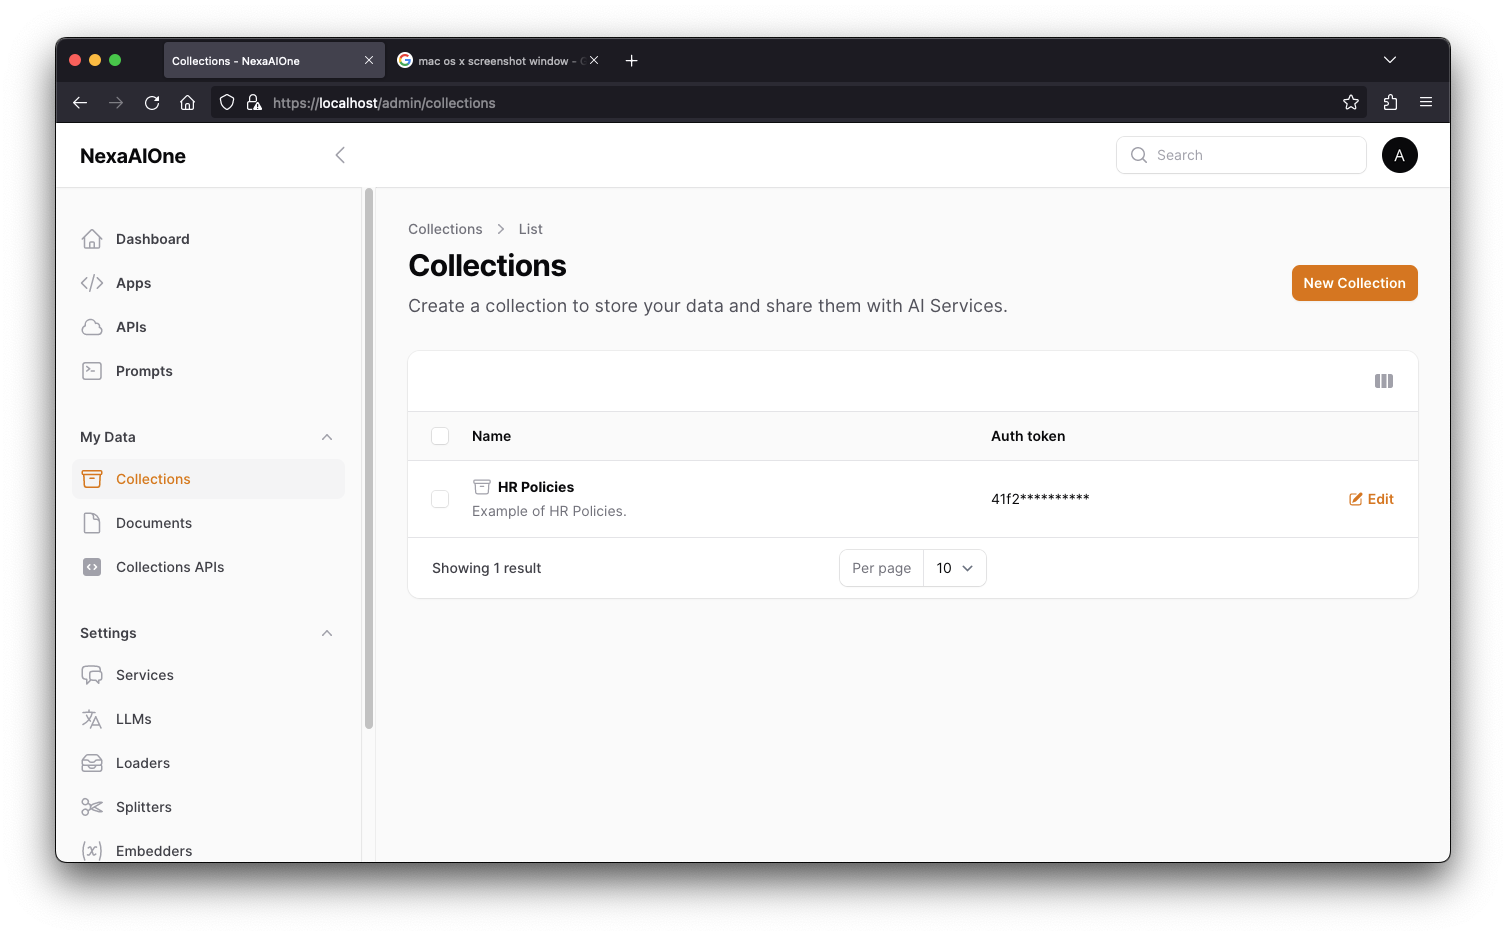 Collections - NexaAIOne
mac os x screenshot window -
https://localhost/admin/collections
NexaAIOne
Search
A
Dashboard
Apps
APIs
Prompts
My Data
Collections
Documents
Collections APIs
Settings
Services
LLMs
Loaders
Splitters
Embedders
Collections > List
Collections
New Collection
Create a collection to store your data and share them with AI Services.
Name Auth token
HR Policies
Example of HR Policies.
41f2**********
Edit
Showing 1 result
Per page 10